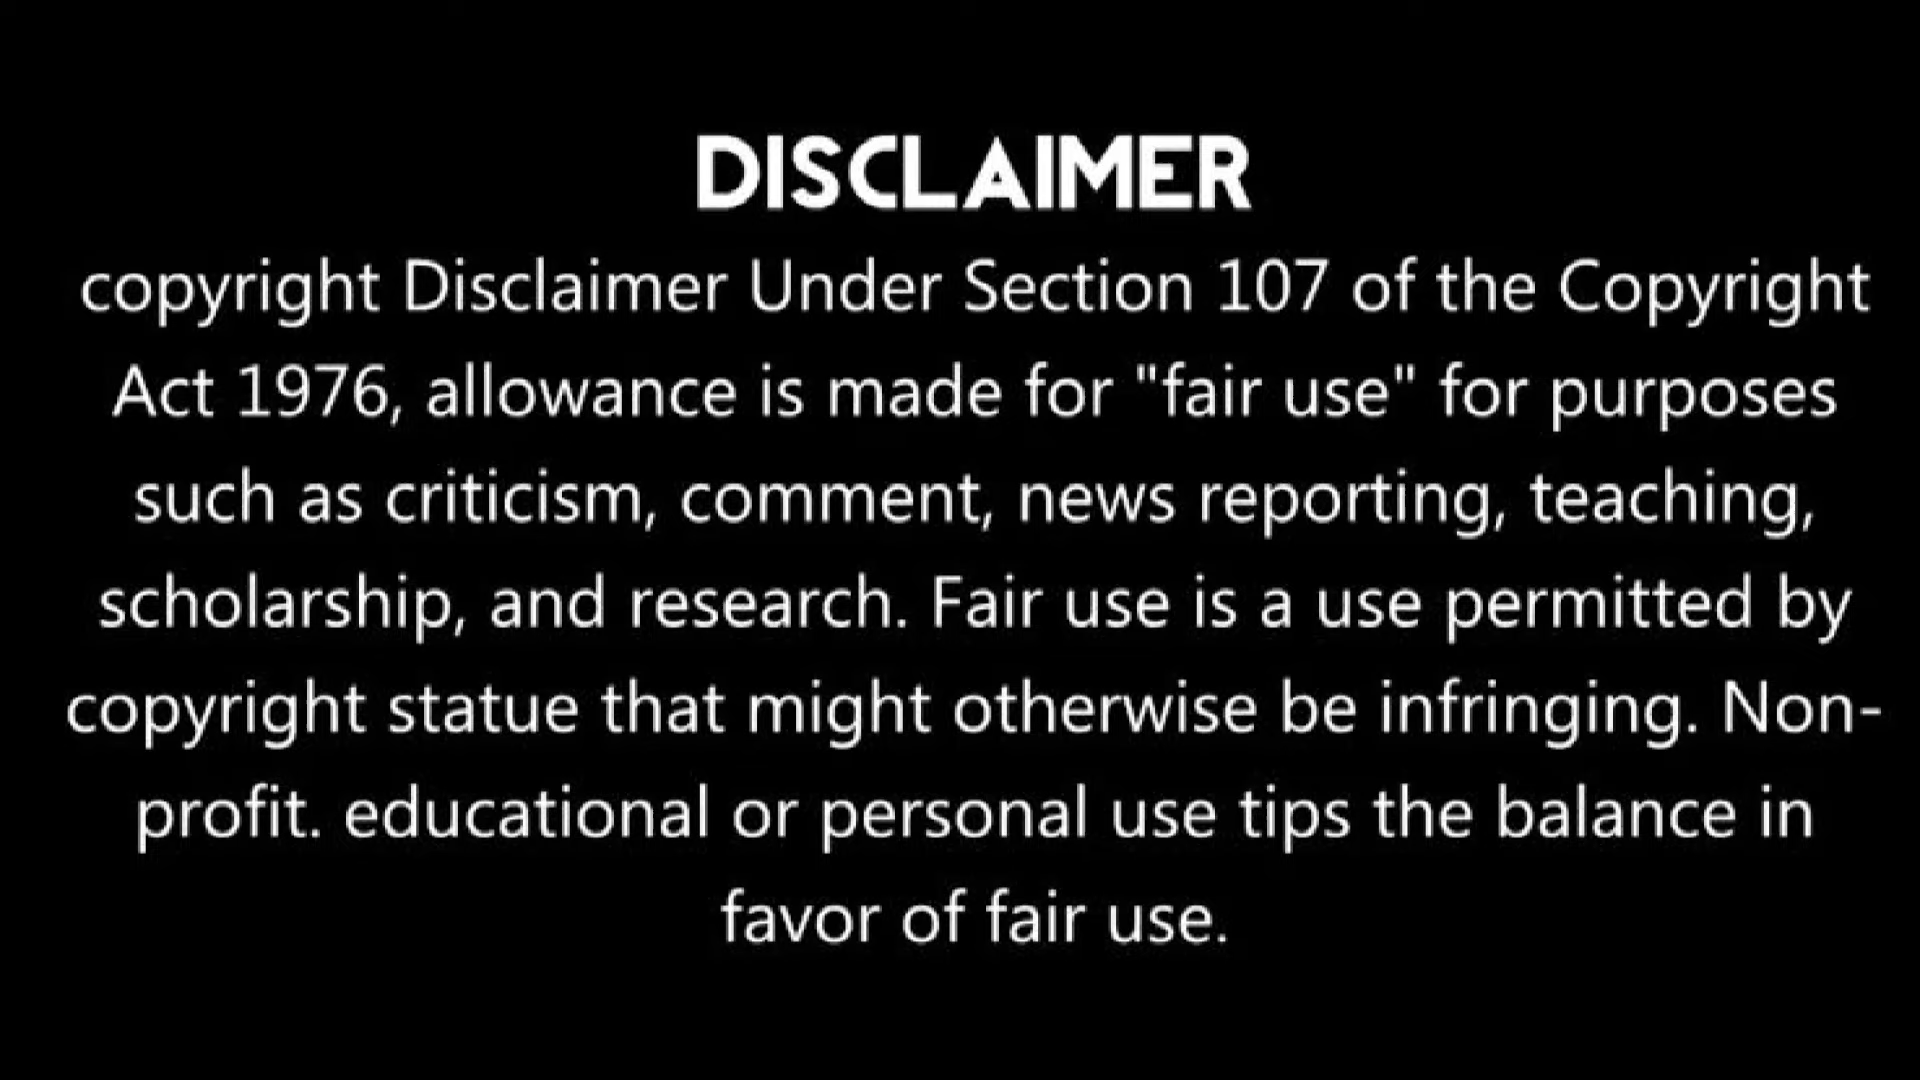 DISCLAIMER
copyright Disclaimer Under Section 107 of the Copyright
Act 1976, allowance is made for "fair use" for purposes
such as criticism, comment, news reporting, teaching,
scholarship, and research. Fair use is a use permitted by
copyright statue that might otherwise be infringing. Non-
profit. educational or personal use tips the balance in
favor of fair use.